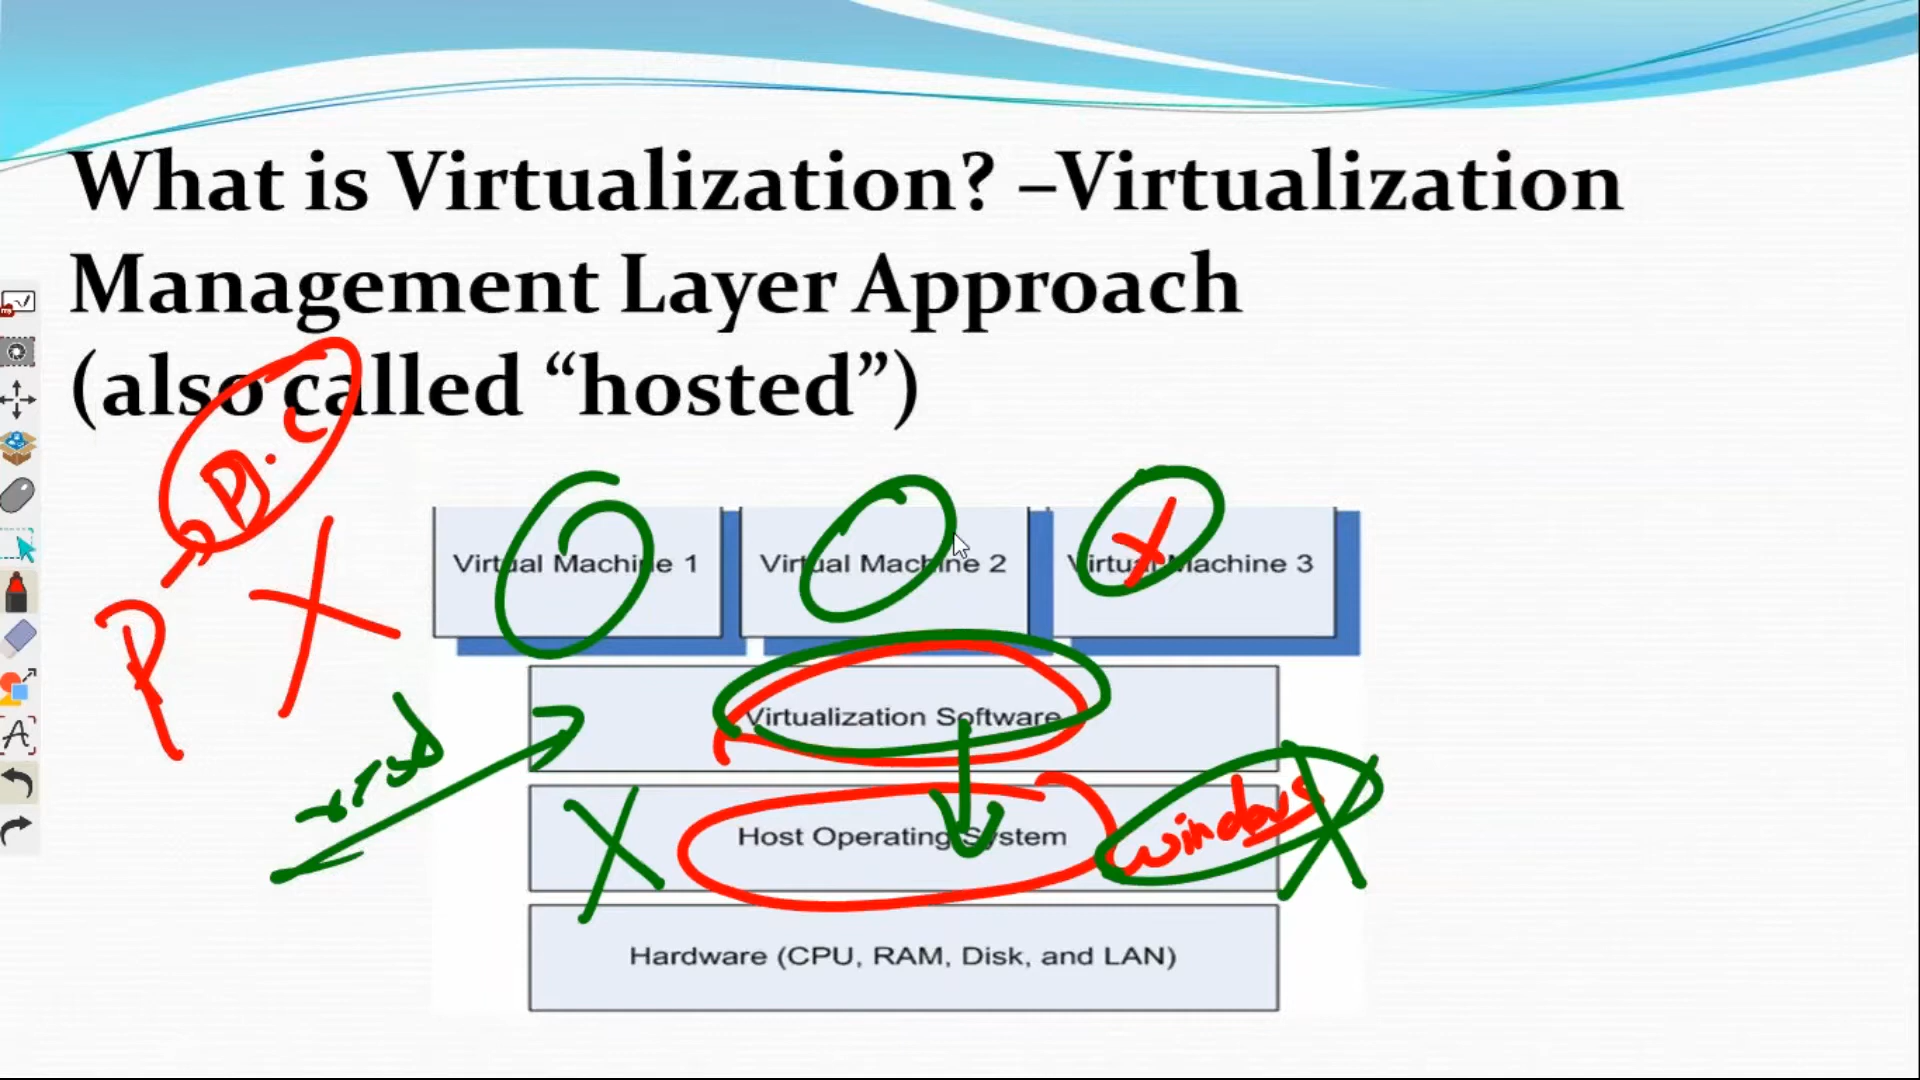 What is Virtualization? –Virtualization
Management Layer Approach
(also called “hosted”)
D.C
P
X
Virtual Machine 1
Virtual Machine 2
Virtual Machine 3
X
Virtualization Software
Host Operating System
windows
X
X
Hardware (CPU, RAM, Disk, and LAN)